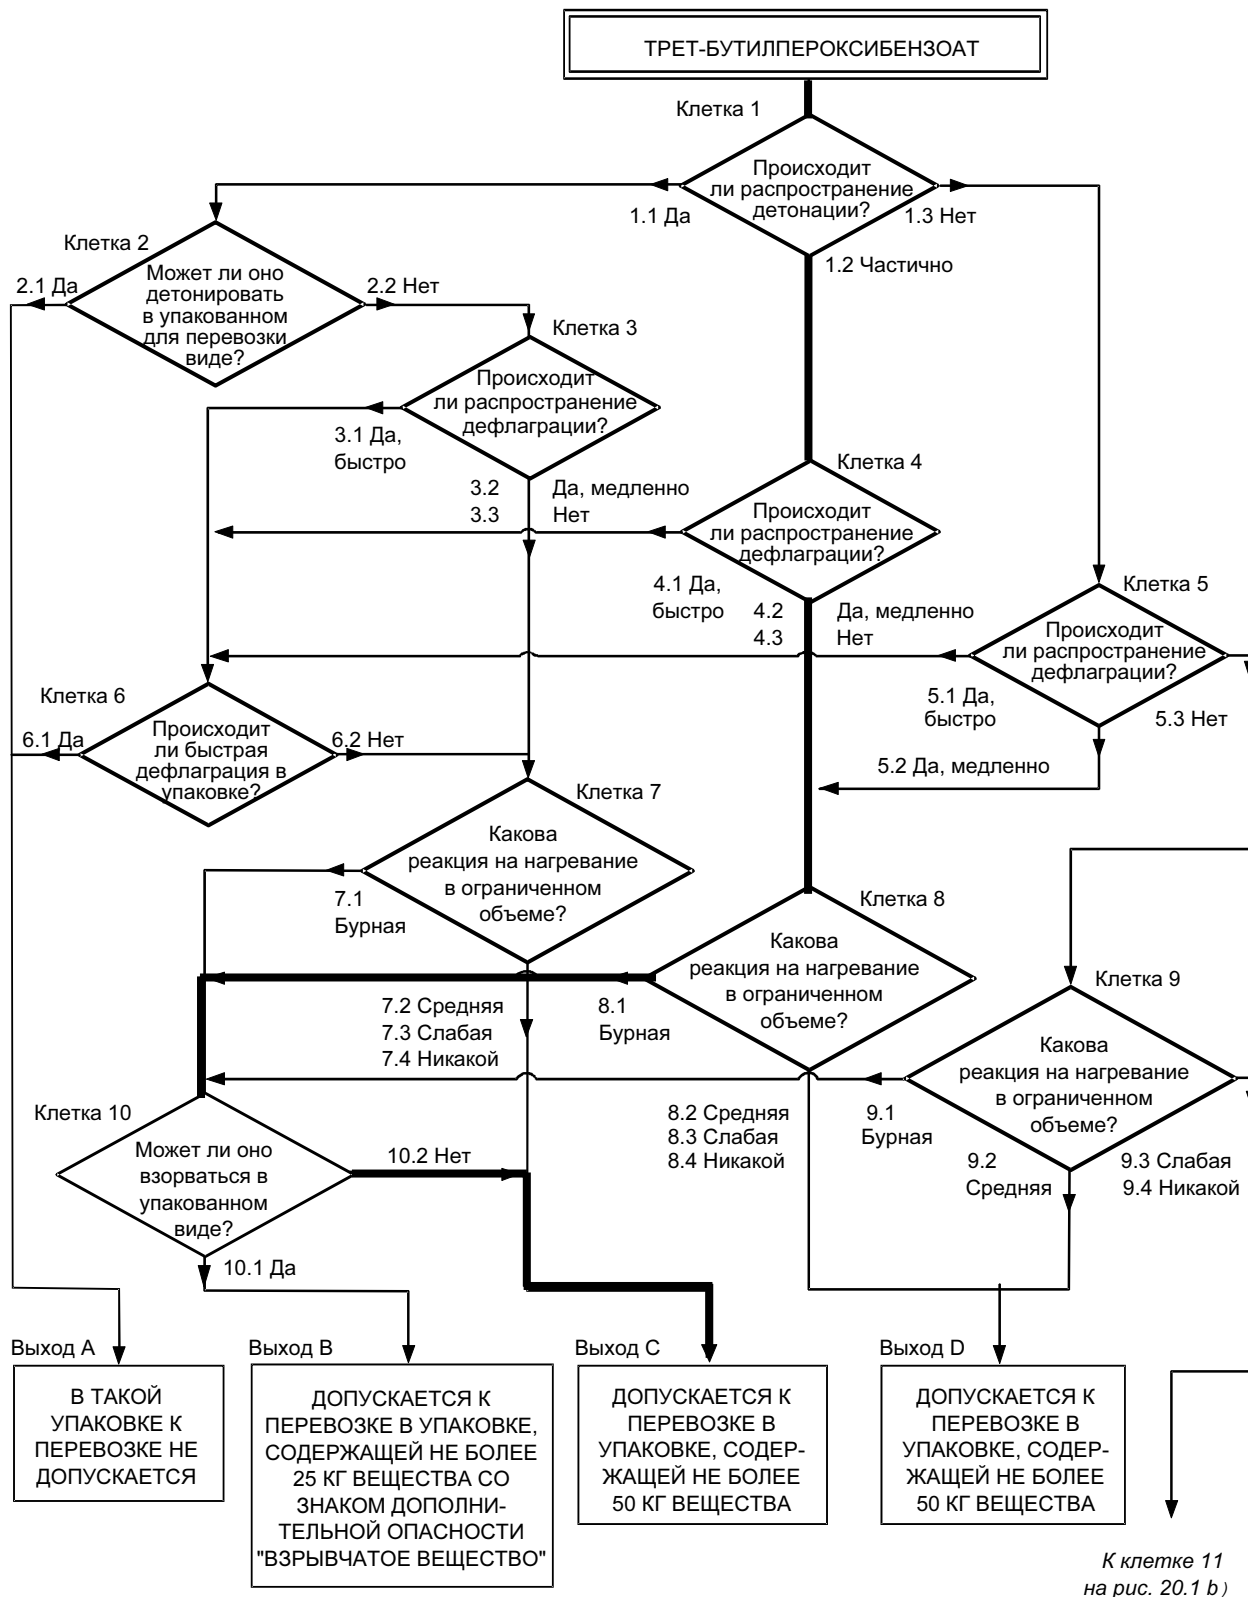 ТРЕТ-БУТИЛПЕРОКСИБЕНЗОАТ
Клетка 1
Происходит
ли распространение
детонации?
1.1 Да
1.3 Нет
1.2 Частично
Клетка 2
Может ли оно
детонировать
в упакованном
для перевозки
виде?
2.1 Да
2.2 Нет
Клетка 3
Происходит
ли распространение
дефлаграции?
3.1 Да,
быстро
3.2 Да, медленно
3.3 Нет
Клетка 4
Происходит
ли распространение
дефлаграции?
4.1 Да,
быстро
4.2 Да, медленно
4.3 Нет
Клетка 5
Происходит
ли распространение
дефлаграции?
5.1 Да,
быстро
5.3 Нет
5.2 Да, медленно
Клетка 6
Происходит
ли быстрая
дефлаграция в
упаковке?
6.1 Да
6.2 Нет
Клетка 7
Какова
реакция на нагревание
в ограниченном
объеме?
7.1
Бурная
7.2 Средняя
7.3 Слабая
7.4 Никакой
Клетка 8
Какова
реакция на нагревание
в ограниченном
объеме?
8.1
Бурная
8.2 Средняя
8.3 Слабая
8.4 Никакой
Клетка 9
Какова
реакция на нагревание
в ограниченном
объеме?
9.1
Бурная
9.2
Средняя
9.3 Слабая
9.4 Никакой
Клетка 10
Может ли оно
взорваться в
упакованном
виде?
10.2 Нет
10.1 Да
Выход A
В ТАКОЙ
УПАКОВКЕ К
ПЕРЕВОЗКЕ НЕ
ДОПУСКАЕТСЯ
Выход B
ДОПУСКАЕТСЯ К
ПЕРЕВОЗКЕ В УПАКОВКЕ,
СОДЕРЖАЩЕЙ НЕ БОЛЕЕ
25 КГ ВЕЩЕСТВА СО
ЗНАКОМ ДОПОЛНИ-
ТЕЛЬНОЙ ОПАСНОСТИ
"ВЗРЫВЧАТОЕ ВЕЩЕСТВО"
Выход C
ДОПУСКАЕТСЯ К
ПЕРЕВОЗКЕ В
УПАКОВКЕ, СОДЕР-
ЖАЩЕЙ НЕ БОЛЕЕ
50 КГ ВЕЩЕСТВА
Выход D
ДОПУСКАЕТСЯ К
ПЕРЕВОЗКЕ В
УПАКОВКЕ, СОДЕР-
ЖАЩЕЙ НЕ БОЛЕЕ
50 КГ ВЕЩЕСТВА
К клетке 11
на рис. 20.1 b)